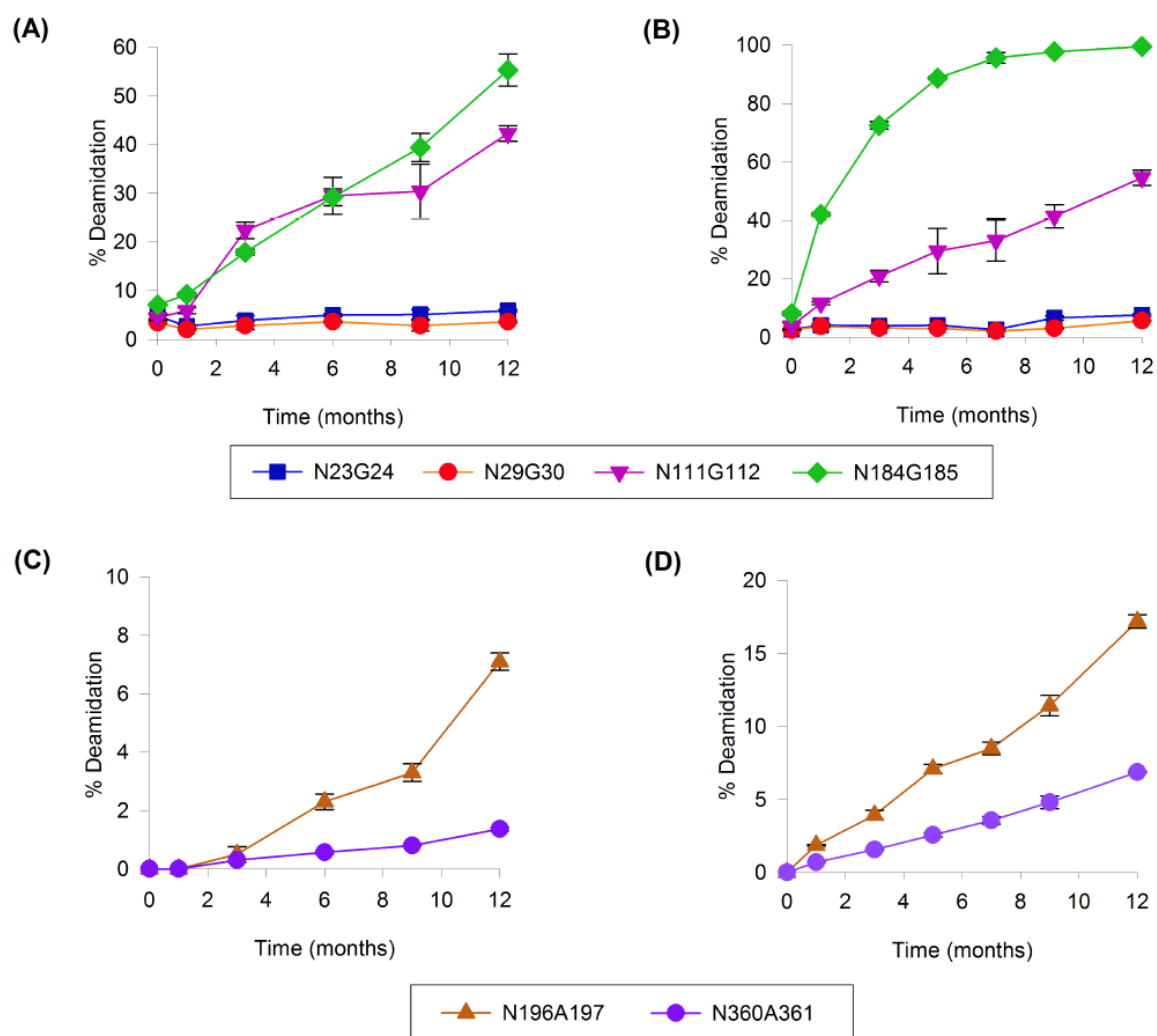 (A)
% Deamidation
60
50
40
30
20
10
0
0 2 4 6 8 10 12
Time (months)
(B)
% Deamidation
100
80
60
40
20
0
0 2 4 6 8 10 12
Time (months)
N23G24 N29G30 N111G112 N184G185
(C)
% Deamidation
10
8
6
4
2
0
0 2 4 6 8 10 12
Time (months)
(D)
% Deamidation
20
15
10
5
0
0 2 4 6 8 10 12
Time (months)
N196A197 N360A361